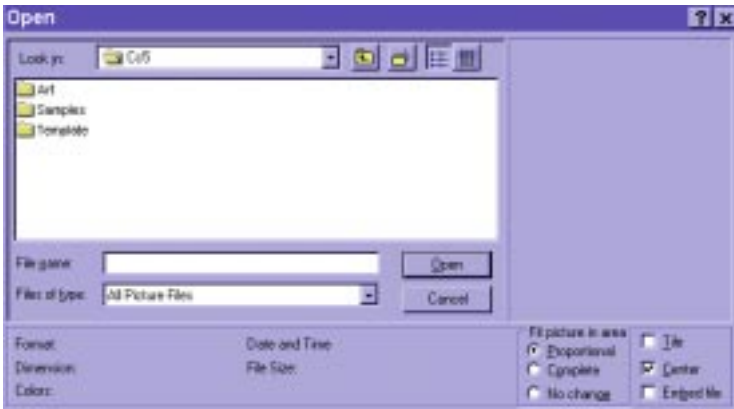 Open
Look in: Cs5
Art
Samples
Template
File name: Open
Files of type: All Picture Files Cancel
Format: Date and Time
Dimension: File Size:
Colors:
Fit picture in area
Proportional
Complete
No change
Tile
Center
Embed file